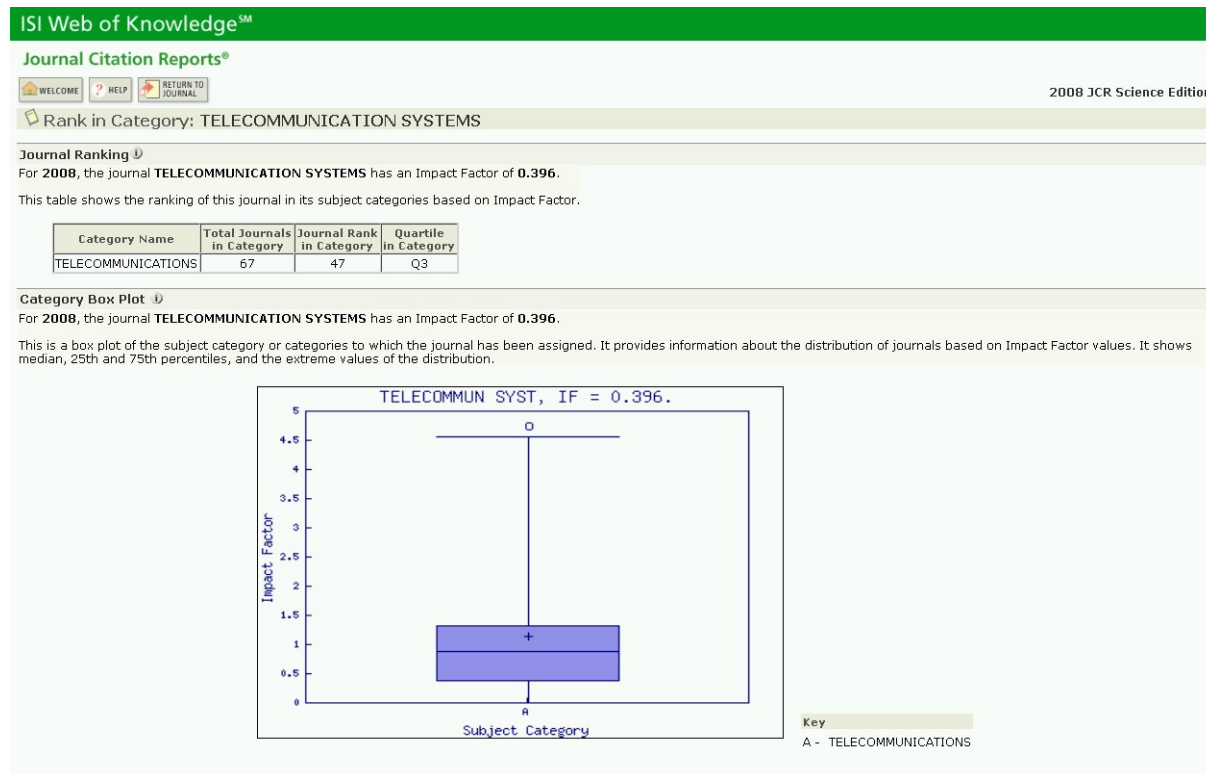 ISI Web of Knowledge℠
Journal Citation Reports®
WELCOME ? HELP RETURN TO JOURNAL
2008 JCR Science Edition
Rank in Category: TELECOMMUNICATION SYSTEMS
Journal Ranking i
For 2008, the journal TELECOMMUNICATION SYSTEMS has an Impact Factor of 0.396.
This table shows the ranking of this journal in its subject categories based on Impact Factor.
Category Name Total Journals in Category Journal Rank in Category Quartile in Category
TELECOMMUNICATIONS 67 47 Q3
Category Box Plot i
For 2008, the journal TELECOMMUNICATION SYSTEMS has an Impact Factor of 0.396.
This is a box plot of the subject category or categories to which the journal has been assigned. It provides information about the distribution of journals based on Impact Factor values. It shows
median, 25th and 75th percentiles, and the extreme values of the distribution.
TELECOMMUN SYST, IF = 0.396.
5
4.5
4
3.5
3
2.5
2
1.5
1
0.5
0
Impact Factor
A
Subject Category
Key
A - TELECOMMUNICATIONS